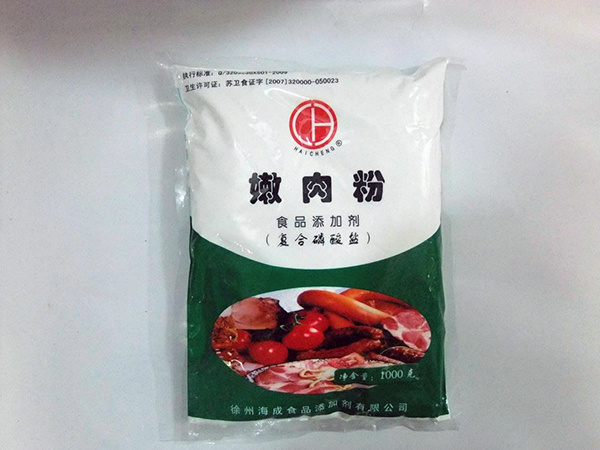 执行标准:
卫生许可证: 苏卫食证字 [2007] 320000-050023
HAICHENG®
嫩肉粉
食品添加剂
(复合磷酸盐)
净含量: 1000克
徐州海成食品添加剂有限公司